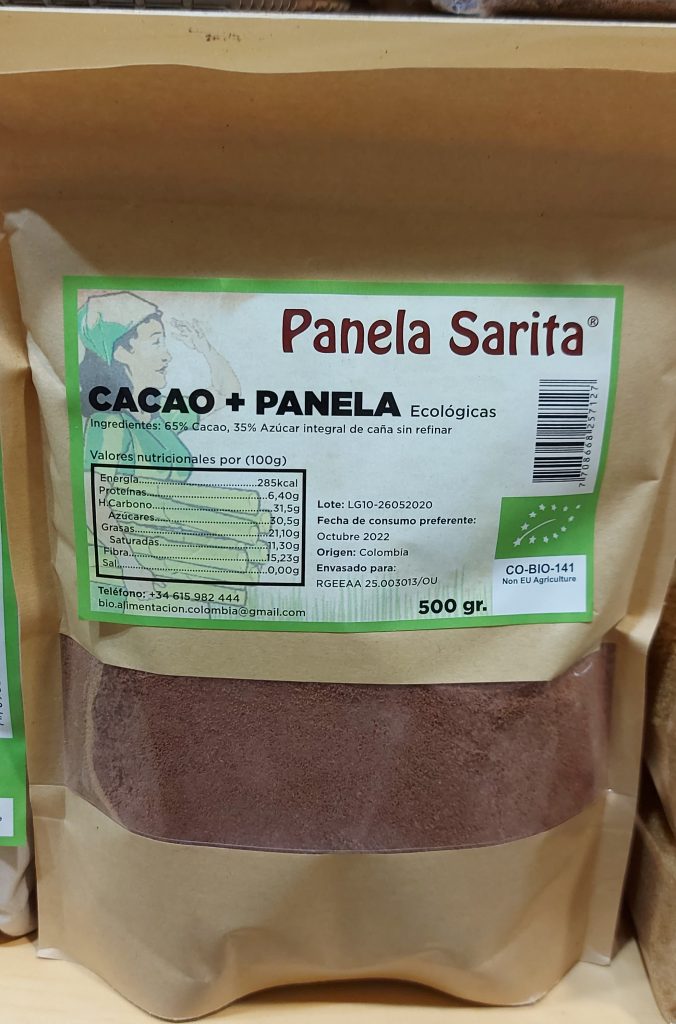 Panela Sarita®
CACAO + PANELA Ecológicas
Ingredientes: 65% Cacao, 35% Azúcar integral de caña sin refinar
Valores nutricionales por (100g)
Energía 285kcal
Proteínas 6,40g
H.Carbono 31,5g
Azúcares 30,5g
Grasas 21,10g
Saturadas 11,30g
Fibra 15,23g
Sal 0,00g
Teléfono: +34 615 982 444
bio.alimentacion.colombia@gmail.com
Lote: LG10-26052020
Fecha de consumo preferente:
Octubre 2022
Origen: Colombia
Envasado para:
RGEEAA 25.003013/OU
500 gr.
7708668257127
CO-BIO-141
Non EU Agriculture